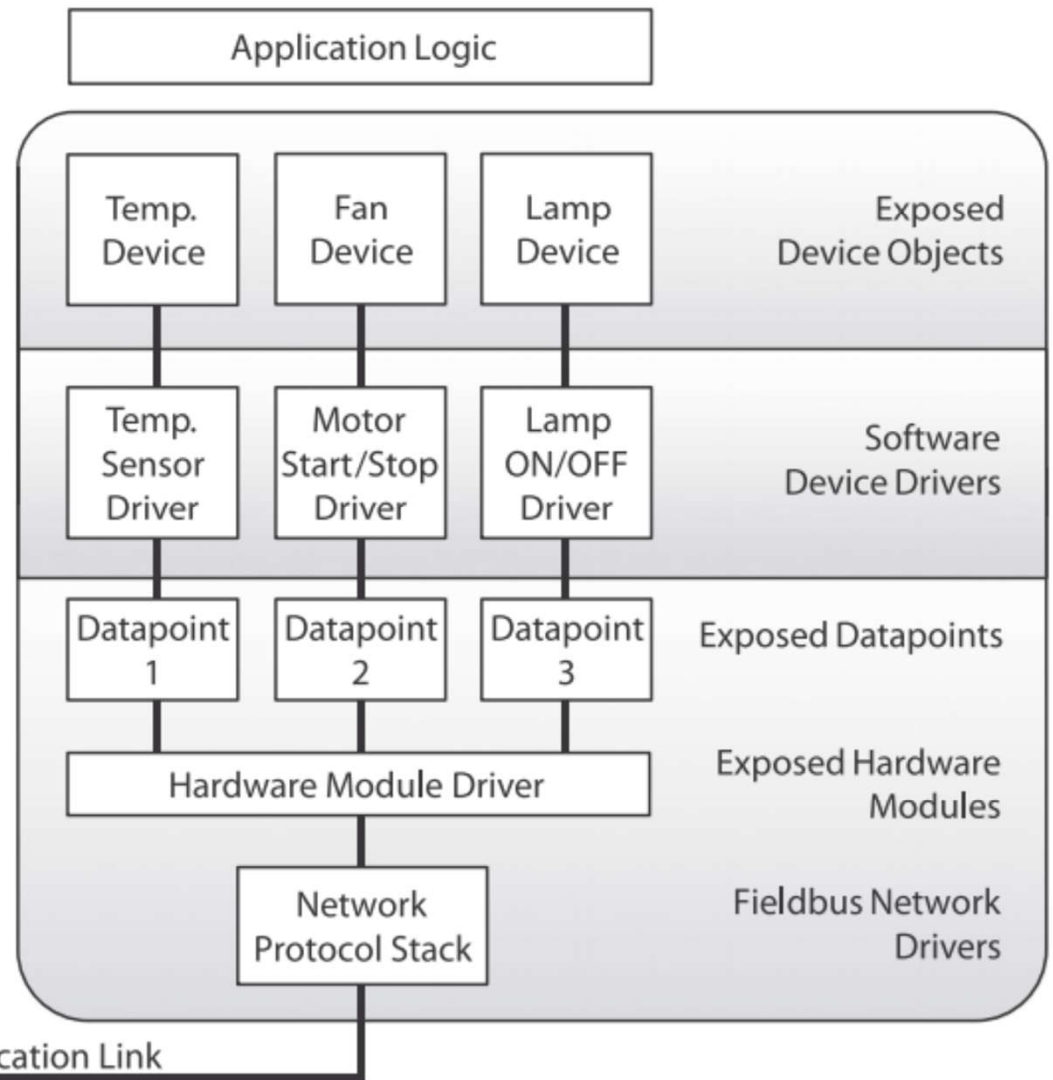 Application Logic
Temp.
Device
Fan
Device
Lamp
Device
Exposed
Device Objects
Temp.
Sensor
Driver
Motor
Start/Stop
Driver
Lamp
ON/OFF
Driver
Software
Device Drivers
Datapoint
1
Datapoint
2
Datapoint
3
Exposed Datapoints
Hardware Module Driver
Exposed Hardware
Modules
Network
Protocol Stack
Fieldbus Network
Drivers
Link